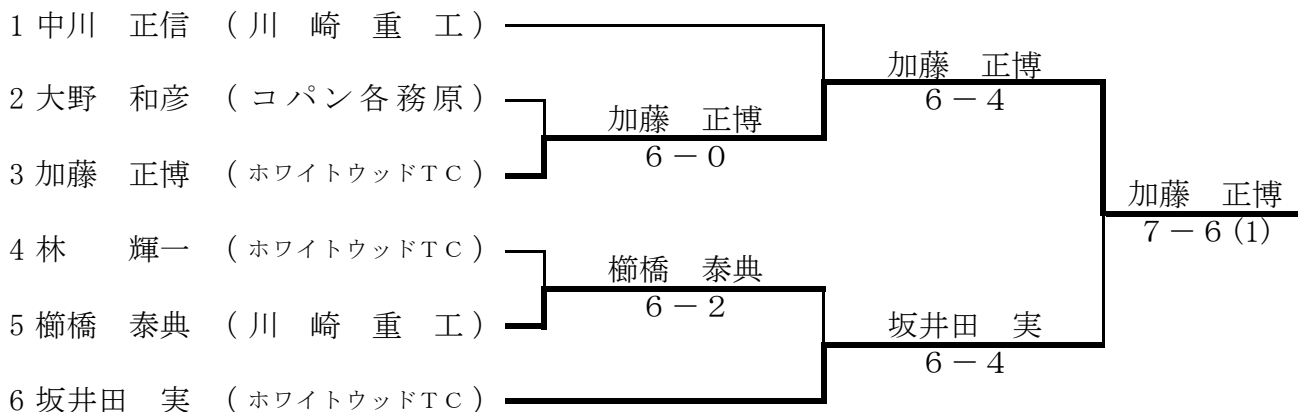 1 中川　正信　（川　崎　重　工）
加藤　正博
6－4
2 大野　和彦　（コパン各務原）
加藤　正博
6－0
3 加藤　正博　（ホワイトウッドＴＣ）
加藤　正博
7－6 (1)
4 林　　輝一　（ホワイトウッドＴＣ）
櫛橋　泰典
6－2
5 櫛橋　泰典　（川　崎　重　工）
坂井田　実
6－4
6 坂井田　実　（ホワイトウッドＴＣ）